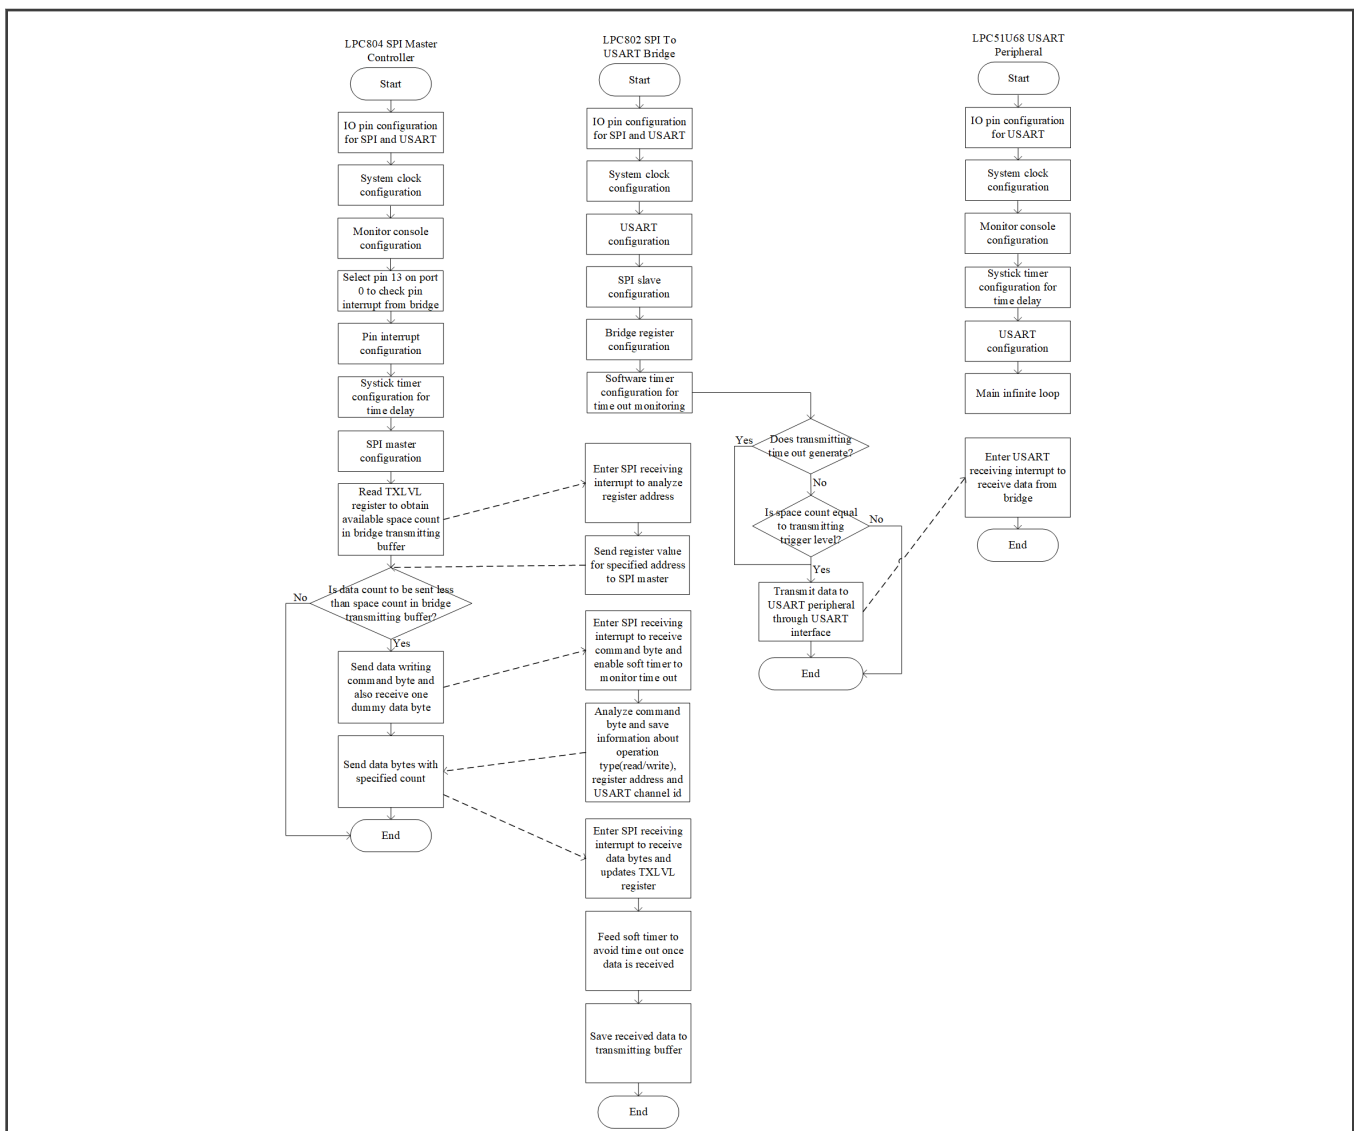 LPC804 SPI Master
Controller
Start
IO pin configuration
for SPI and USART
System clock
configuration
Monitor console
configuration
Select pin 13 on port
0 to check pin
interrupt from bridge
Pin interrupt
configuration
Systick timer
configuration for
time delay
SPI master
configuration
Read TXLVL
register to obtain
available space count
in bridge transmitting
buffer
Is data count to be sent less
than space count in bridge
transmitting buffer?
No
Yes
Send data writing
command byte and
also receive one
dummy data byte
Send data bytes with
specified count
End
LPC802 SPI To
USART Bridge
Start
IO pin configuration
for SPI and USART
System clock
configuration
USART
configuration
SPI slave
configuration
Bridge register
configuration
Software timer
configuration for
time out monitoring
Enter SPI receiving
interrupt to analyze
register address
Send register value
for specified address
to SPI master
Enter SPI receiving
interrupt to receive
command byte and
enable soft timer to
monitor time out
Analyze command
byte and save
information about
operation
type(read/write),
register address and
USART channel id
Enter SPI receiving
interrupt to receive
data bytes and
updates TXLVL
register
Feed soft timer to
avoid time out once
data is received
Save received data to
transmitting buffer
End
Does transmitting
time out generate?
Yes
No
Is space count equal
to transmitting
trigger level?
No
Yes
Transmit data to
USART peripheral
through USART
interface
End
LPC51U68 USART
Peripheral
Start
IO pin configuration
for USART
System clock
configuration
Monitor console
configuration
Systick timer
configuration for
time delay
USART
configuration
Main infinite loop
Enter USART
receiving interrupt to
receive data from
bridge
End